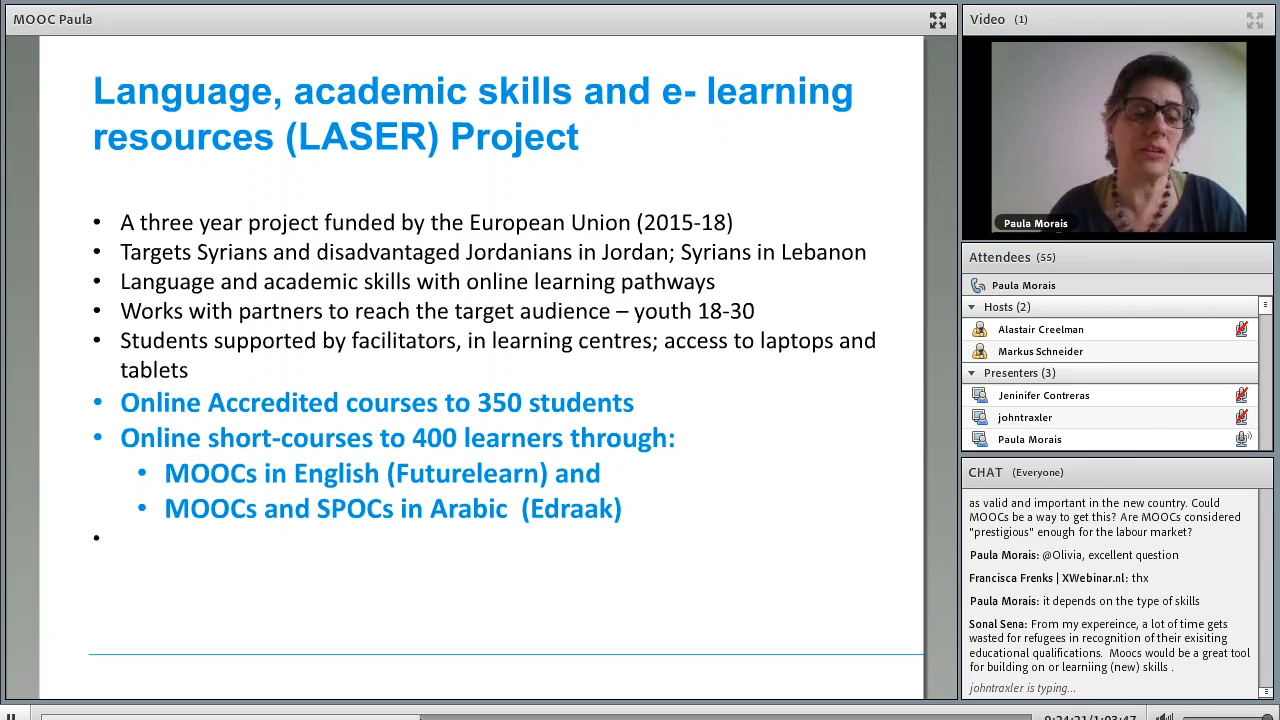 MOOC Paula
Language, academic skills and e- learning
resources (LASER) Project
• A three year project funded by the European Union (2015-18)
• Targets Syrians and disadvantaged Jordanians in Jordan; Syrians in Lebanon
• Language and academic skills with online learning pathways
• Works with partners to reach the target audience – youth 18-30
• Students supported by facilitators, in learning centres; access to laptops and
tablets
• Online Accredited courses to 350 students
• Online short-courses to 400 learners through:
• MOOCs in English (Futurelearn) and
• MOOCs and SPOCs in Arabic (Edraak)
•
Video (1)
Paula Morais
Attendees (55)
Paula Morais
Hosts (2)
Alastair Creelman
Markus Schneider
Presenters (3)
Jeninifer Contreras
johntraxler
Paula Morais
CHAT (Everyone)
as valid and important in the new country. Could
MOOCs be a way to get this? Are MOOCs considered
"prestigious" enough for the labour market?
Paula Morais: @Olivia, excellent question
Francisca Frenks | XWebinar.nl: thx
Paula Morais: it depends on the type of skills
Sonal Sena: From my expereince, a lot of time gets
wasted for refugees in recognition of their exisiting
educational qualifications. Moocs would be a great tool
for building on or learniing (new) skills .
johntraxler is typing...
0:24:21/1:03:47